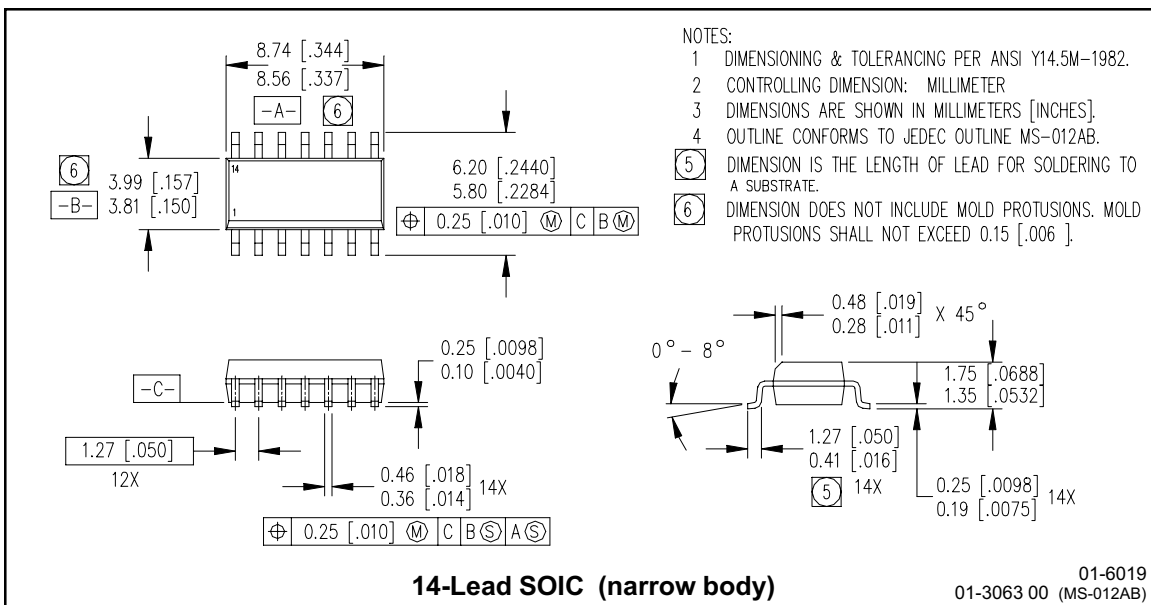 8.74 [.344]
8.56 [.337]
-A- 6
6
3.99 [.157]
-B- 3.81 [.150]
14
1
6.20 [.2440]
5.80 [.2284]
⌖ 0.25 [.010] Ⓜ C B Ⓜ
NOTES:
1 DIMENSIONING & TOLERANCING PER ANSI Y14.5M-1982.
2 CONTROLLING DIMENSION: MILLIMETER
3 DIMENSIONS ARE SHOWN IN MILLIMETERS [INCHES].
4 OUTLINE CONFORMS TO JEDEC OUTLINE MS-012AB.
5 DIMENSION IS THE LENGTH OF LEAD FOR SOLDERING TO
A SUBSTRATE.
6 DIMENSION DOES NOT INCLUDE MOLD PROTUSIONS. MOLD
PROTUSIONS SHALL NOT EXCEED 0.15 [.006 ].
-C-
0.25 [.0098]
0.10 [.0040]
1.27 [.050]
12X
0.46 [.018]
0.36 [.014] 14X
⌖ 0.25 [.010] Ⓜ C B Ⓢ A Ⓢ
0.48 [.019]
0.28 [.011] X 45°
0°-8°
1.75 [.0688]
1.35 [.0532]
1.27 [.050]
0.41 [.016]
5 14X
0.25 [.0098]
0.19 [.0075] 14X
14-Lead SOIC (narrow body)
01-6019
01-3063 00 (MS-012AB)